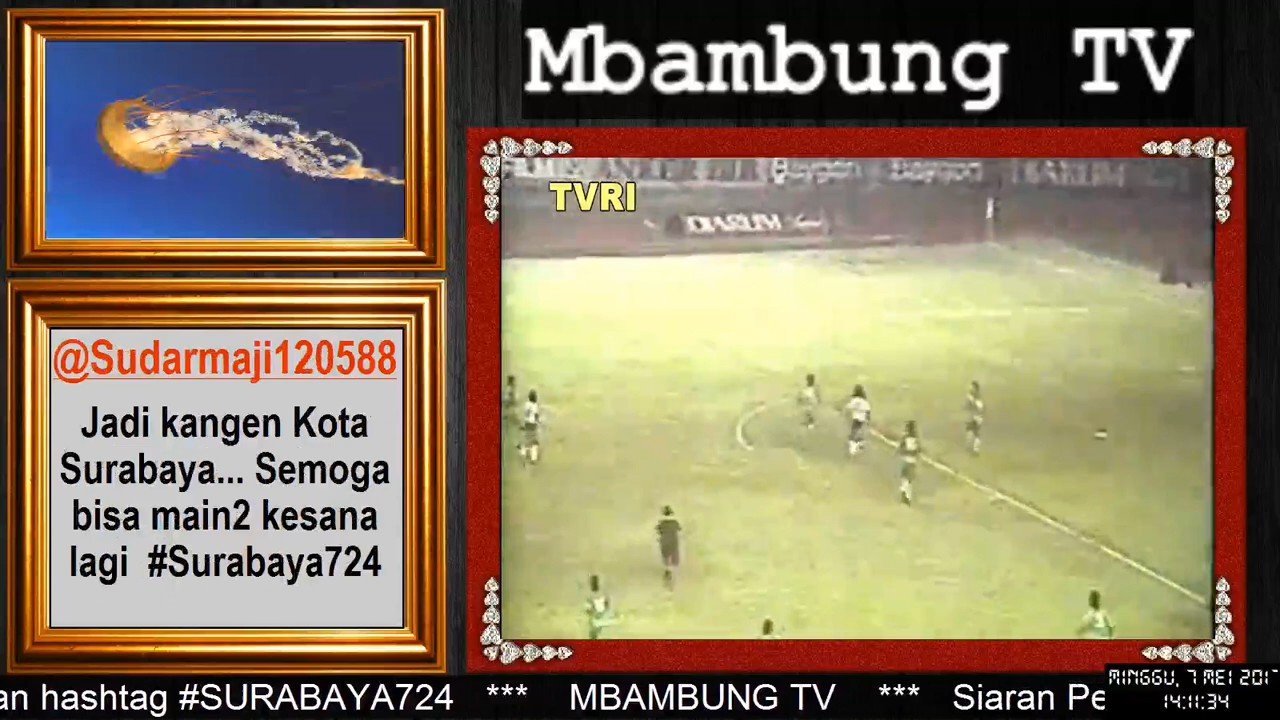 Mbambung TV
TVRI
DJARUM
@Sudarmaji120588
Jadi kangen Kota
Surabaya... Semoga
bisa main2 kesana
lagi #Surabaya724
an hashtag #SURABAYA724 *** MBAMBUNG TV *** Siaran Pe
MINGGU, 7 MEI 2017
14:11:34